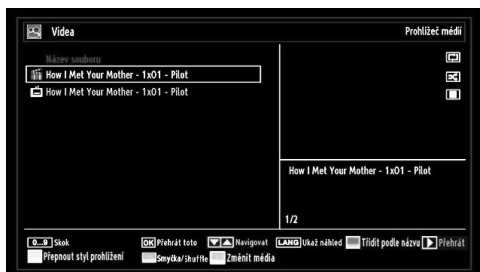 Videa Prohlížeč médií
Název souboru
How I Met Your Mother - 1x01 - Pilot
How I Met Your Mother - 1x01 - Pilot
How I Met Your Mother - 1x01 - Pilot
1/2
0...9 Skok OK Přehrát toto Navigovat LANG Ukaž náhled Třídit podle názvu Přehrát
Přepnout styl prohlížení Smyčka/Shuffle Změnit média